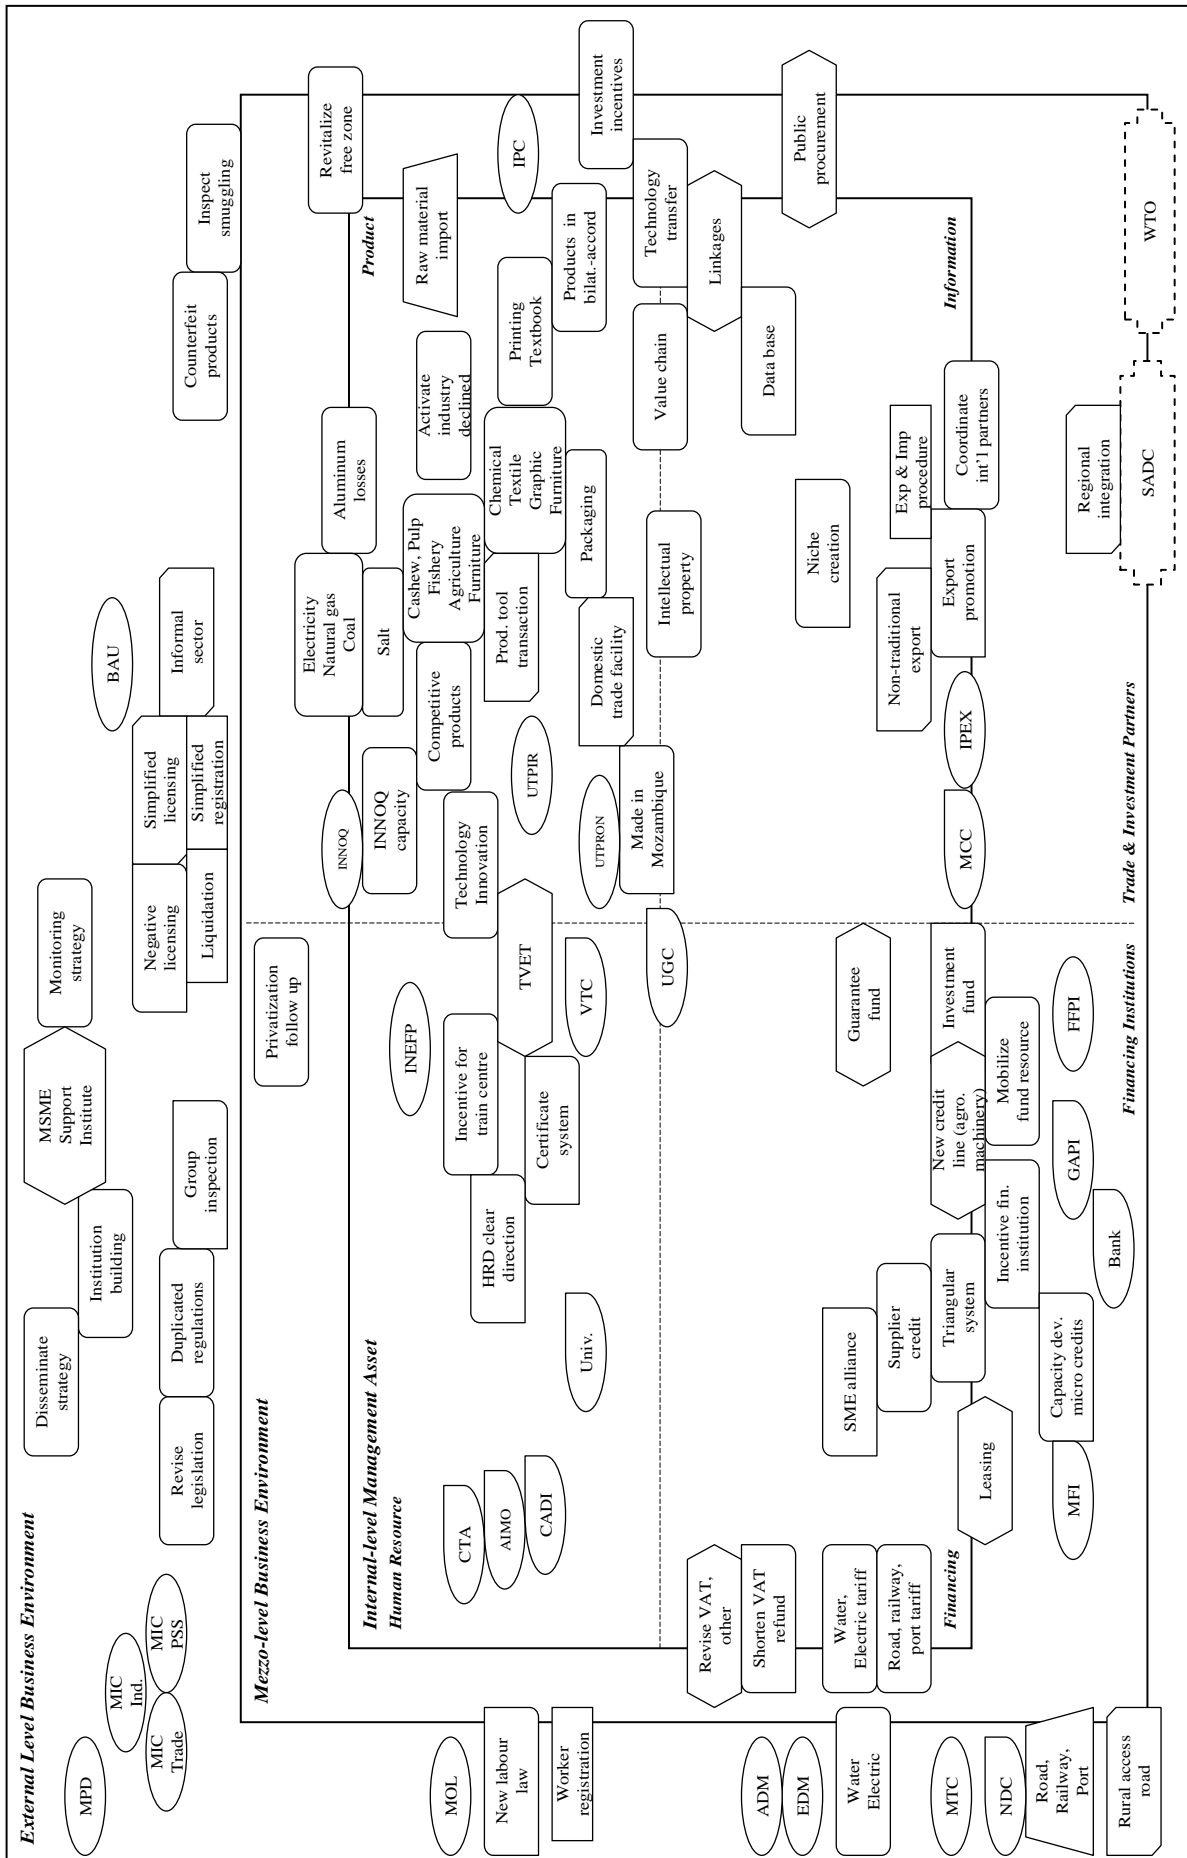 External Level Business Environment
MPD
MIC
Ind.
MIC
Trade
MIC
PSS
Disseminate
strategy
Institution
building
MSME
Support
Institute
Monitoring
strategy
Revise
legislation
Duplicated
regulations
Group
inspection
Negative
licensing
Liquidation
Simplified
licensing
Simplified
registration
BAU
Informal
sector
Counterfeit
products
Inspect
smuggling
Mezzo-level Business Environment
Privatization
follow up
Electricity
Natural gas
Coal
Aluminum
losses
Revitalize
free zone
Internal-level Management Asset
Human Resource
INNOQ
INNOQ
capacity
Salt
Product
MOL
New labour
law
Worker
registration
CTA
AIMO
CADI
Univ.
HRD clear
direction
Incentive for
train centre
Certificate
system
INEFP
TVET
VTC
UGC
Technology
Innovation
Competitive
products
UTPIR
UTPRON
Made in
Mozambique
Cashew, Pulp
Fishery
Agriculture
Furniture
Prod. tool
transaction
Domestic
trade facility
Activate
industry
declined
Chemical
Textile
Graphic
Furniture
Packaging
Raw material
import
Printing
Textbook
Products in
bilat.-accord
IPC
Investment
incentives
Intellectual
property
Value chain
Technology
transfer
Linkages
Data base
Public
procurement
Revise VAT,
other
Shorten VAT
refund
ADM
EDM
Water
Electric
Water,
Electric tariff
Road, railway,
port tariff
Financing
SME alliance
Supplier
credit
Triangular
system
Guarantee
fund
New credit
line (agro.
machinery)
Investment
fund
Niche
creation
Non-traditional
export
Exp & Imp
procedure
Export
promotion
Coordinate
int'l partners
Information
MCC
IPEX
MTC
NDC
Road,
Railway,
Port
Rural access
road
Leasing
MFI
Capacity dev.
micro credits
Incentive fin.
institution
Mobilize
fund resource
GAPI
FFPI
Bank
Financing Institutions
Trade & Investment Partners
Regional
integration
SADC
WTO